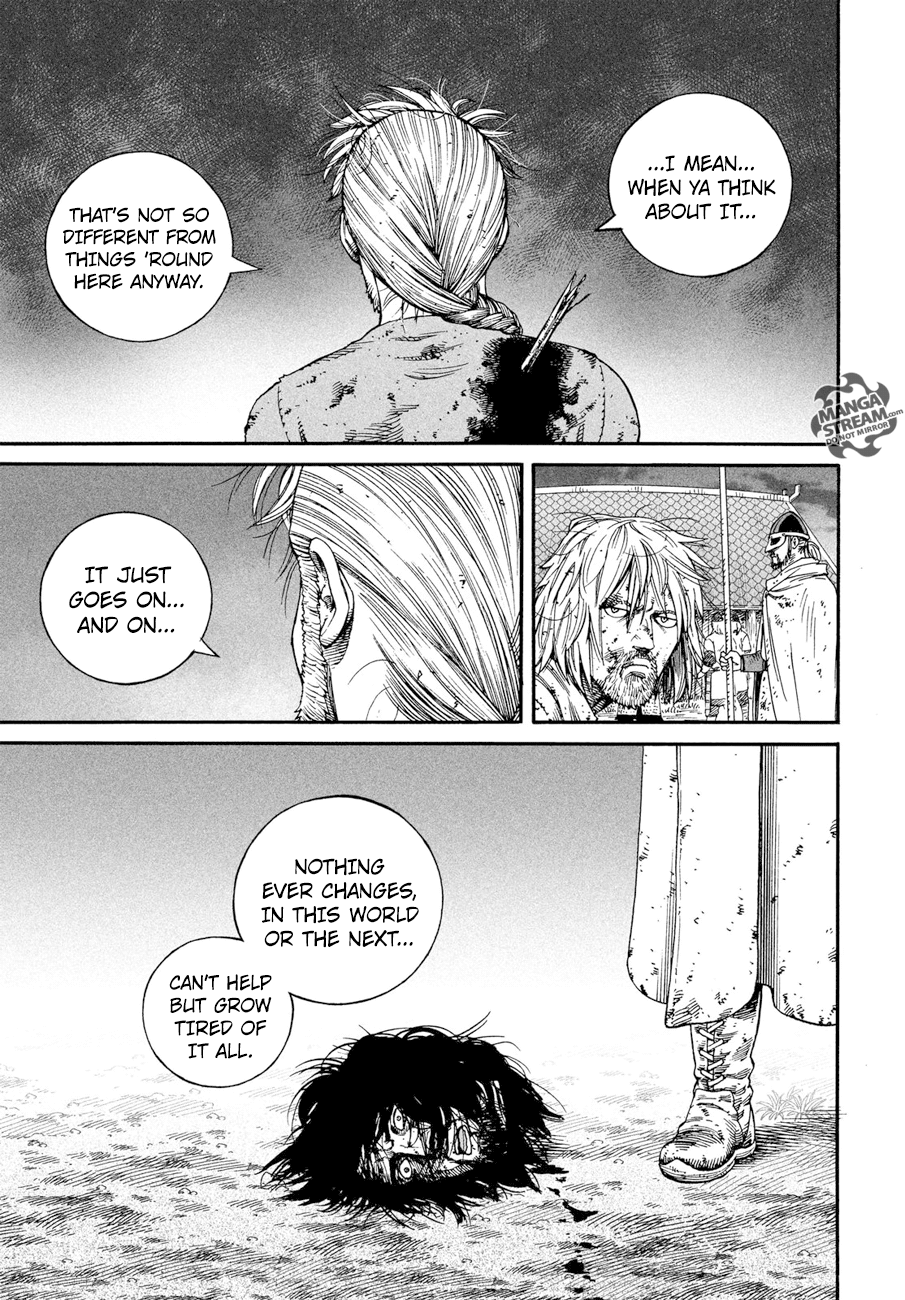 ...I MEAN...
WHEN YA THINK
ABOUT IT...
THAT'S NOT SO
DIFFERENT FROM
THINGS 'ROUND
HERE ANYWAY.
MANGA
STREAM.com
DO NOT MIRROR
IT JUST
GOES ON...
AND ON...
NOTHING
EVER CHANGES,
IN THIS WORLD
OR THE NEXT...
CAN'T HELP
BUT GROW
TIRED OF
IT ALL.